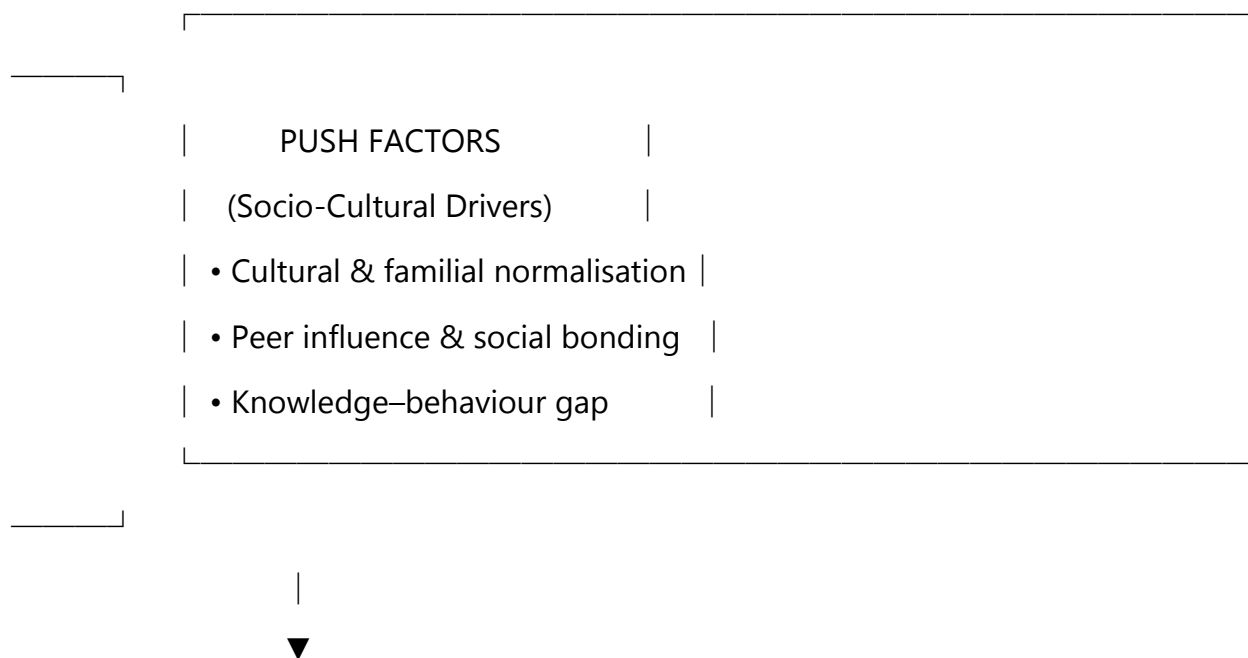 PUSH FACTORS
(Socio-Cultural Drivers)
• Cultural & familial normalisation
• Peer influence & social bonding
• Knowledge–behaviour gap